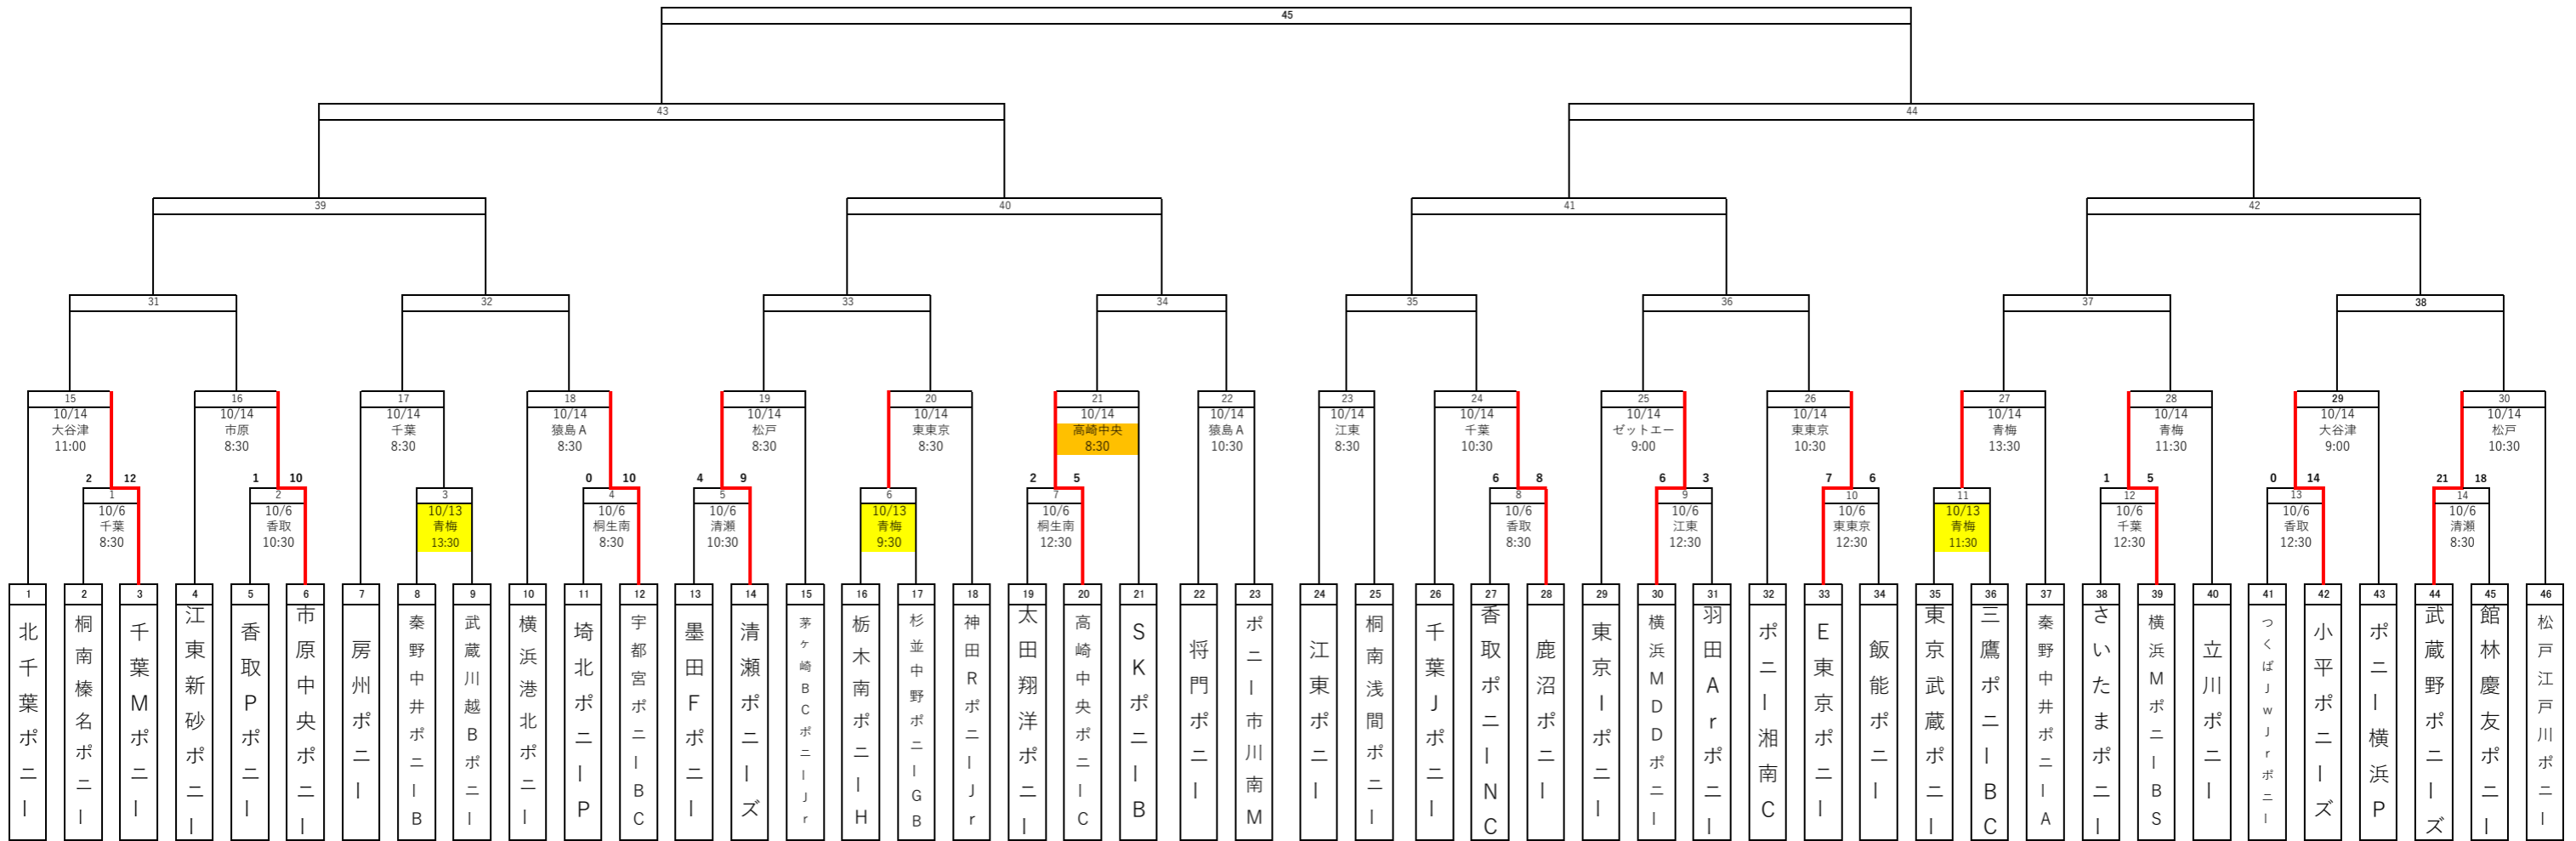 45
43
44
39
40
41
42
31
32
33
34
35
36
37
38
15
10/14
大谷津
11:00
16
10/14
市原
8:30
17
10/14
千葉
8:30
18
10/14
猿島A
8:30
19
10/14
松戸
8:30
20
10/14
東東京
8:30
21
10/14
高崎中央
8:30
22
10/14
猿島A
10:30
23
10/14
江東
8:30
24
10/14
千葉
10:30
25
10/14
ゼットエー
9:00
26
10/14
東東京
10:30
27
10/14
青梅
13:30
28
10/14
青梅
11:30
29
10/14
大谷津
9:00
30
10/14
松戸
10:30
2 12
1
10/6
千葉
8:30
1 10
2
10/6
香取
10:30
3
10/13
青梅
13:30
0 10
4
10/6
桐生南
8:30
4 9
5
10/6
清瀬
10:30
6
10/13
青梅
9:30
2 5
7
10/6
桐生南
12:30
6 8
8
10/6
香取
8:30
6 3
9
10/6
江東
12:30
7 6
10
10/6
東東京
12:30
11
10/13
青梅
11:30
1 5
12
10/6
千葉
12:30
0 14
13
10/6
香取
12:30
21 18
14
10/6
清瀬
8:30
1
北千葉ポニー
2
桐南榛名ポニー
3
千葉Mポニー
4
江東新砂ポニー
5
香取Pポニー
6
市原中央ポニー
7
房州ポニー
8
秦野中井ポニーB
9
武蔵川越Bポニー
10
横浜港北ポニー
11
埼北ポニーP
12
宇都宮ポニーBC
13
墨田Fポニー
14
清瀬ポニーズ
15
茅ヶ崎BCポニーJr
16
栃木南ポニーH
17
杉並中野ポニーGB
18
神田RポニーJr
19
太田翔洋ポニー
20
高崎中央ポニーC
21
SKポニーB
22
将門ポニー
23
ポニー市川南M
24
江東ポニー
25
桐南浅間ポニー
26
千葉Jポニー
27
香取ポニーNC
28
鹿沼ポニー
29
東京ーポニー
30
横浜MDDポニー
31
羽田Arポニー
32
ポニー湘南C
33
E東京ポニー
34
飯能ポニー
35
東京武蔵ポニー
36
三鷹ポニーBC
37
秦野中井ポニーA
38
さいたまポニー
39
横浜MポニーBS
40
立川ポニー
41
つくばJwJrポニー
42
小平ポニーズ
43
ポニー横浜P
44
武蔵野ポニーズ
45
館林慶友ポニー
46
松戸江戸川ポニー